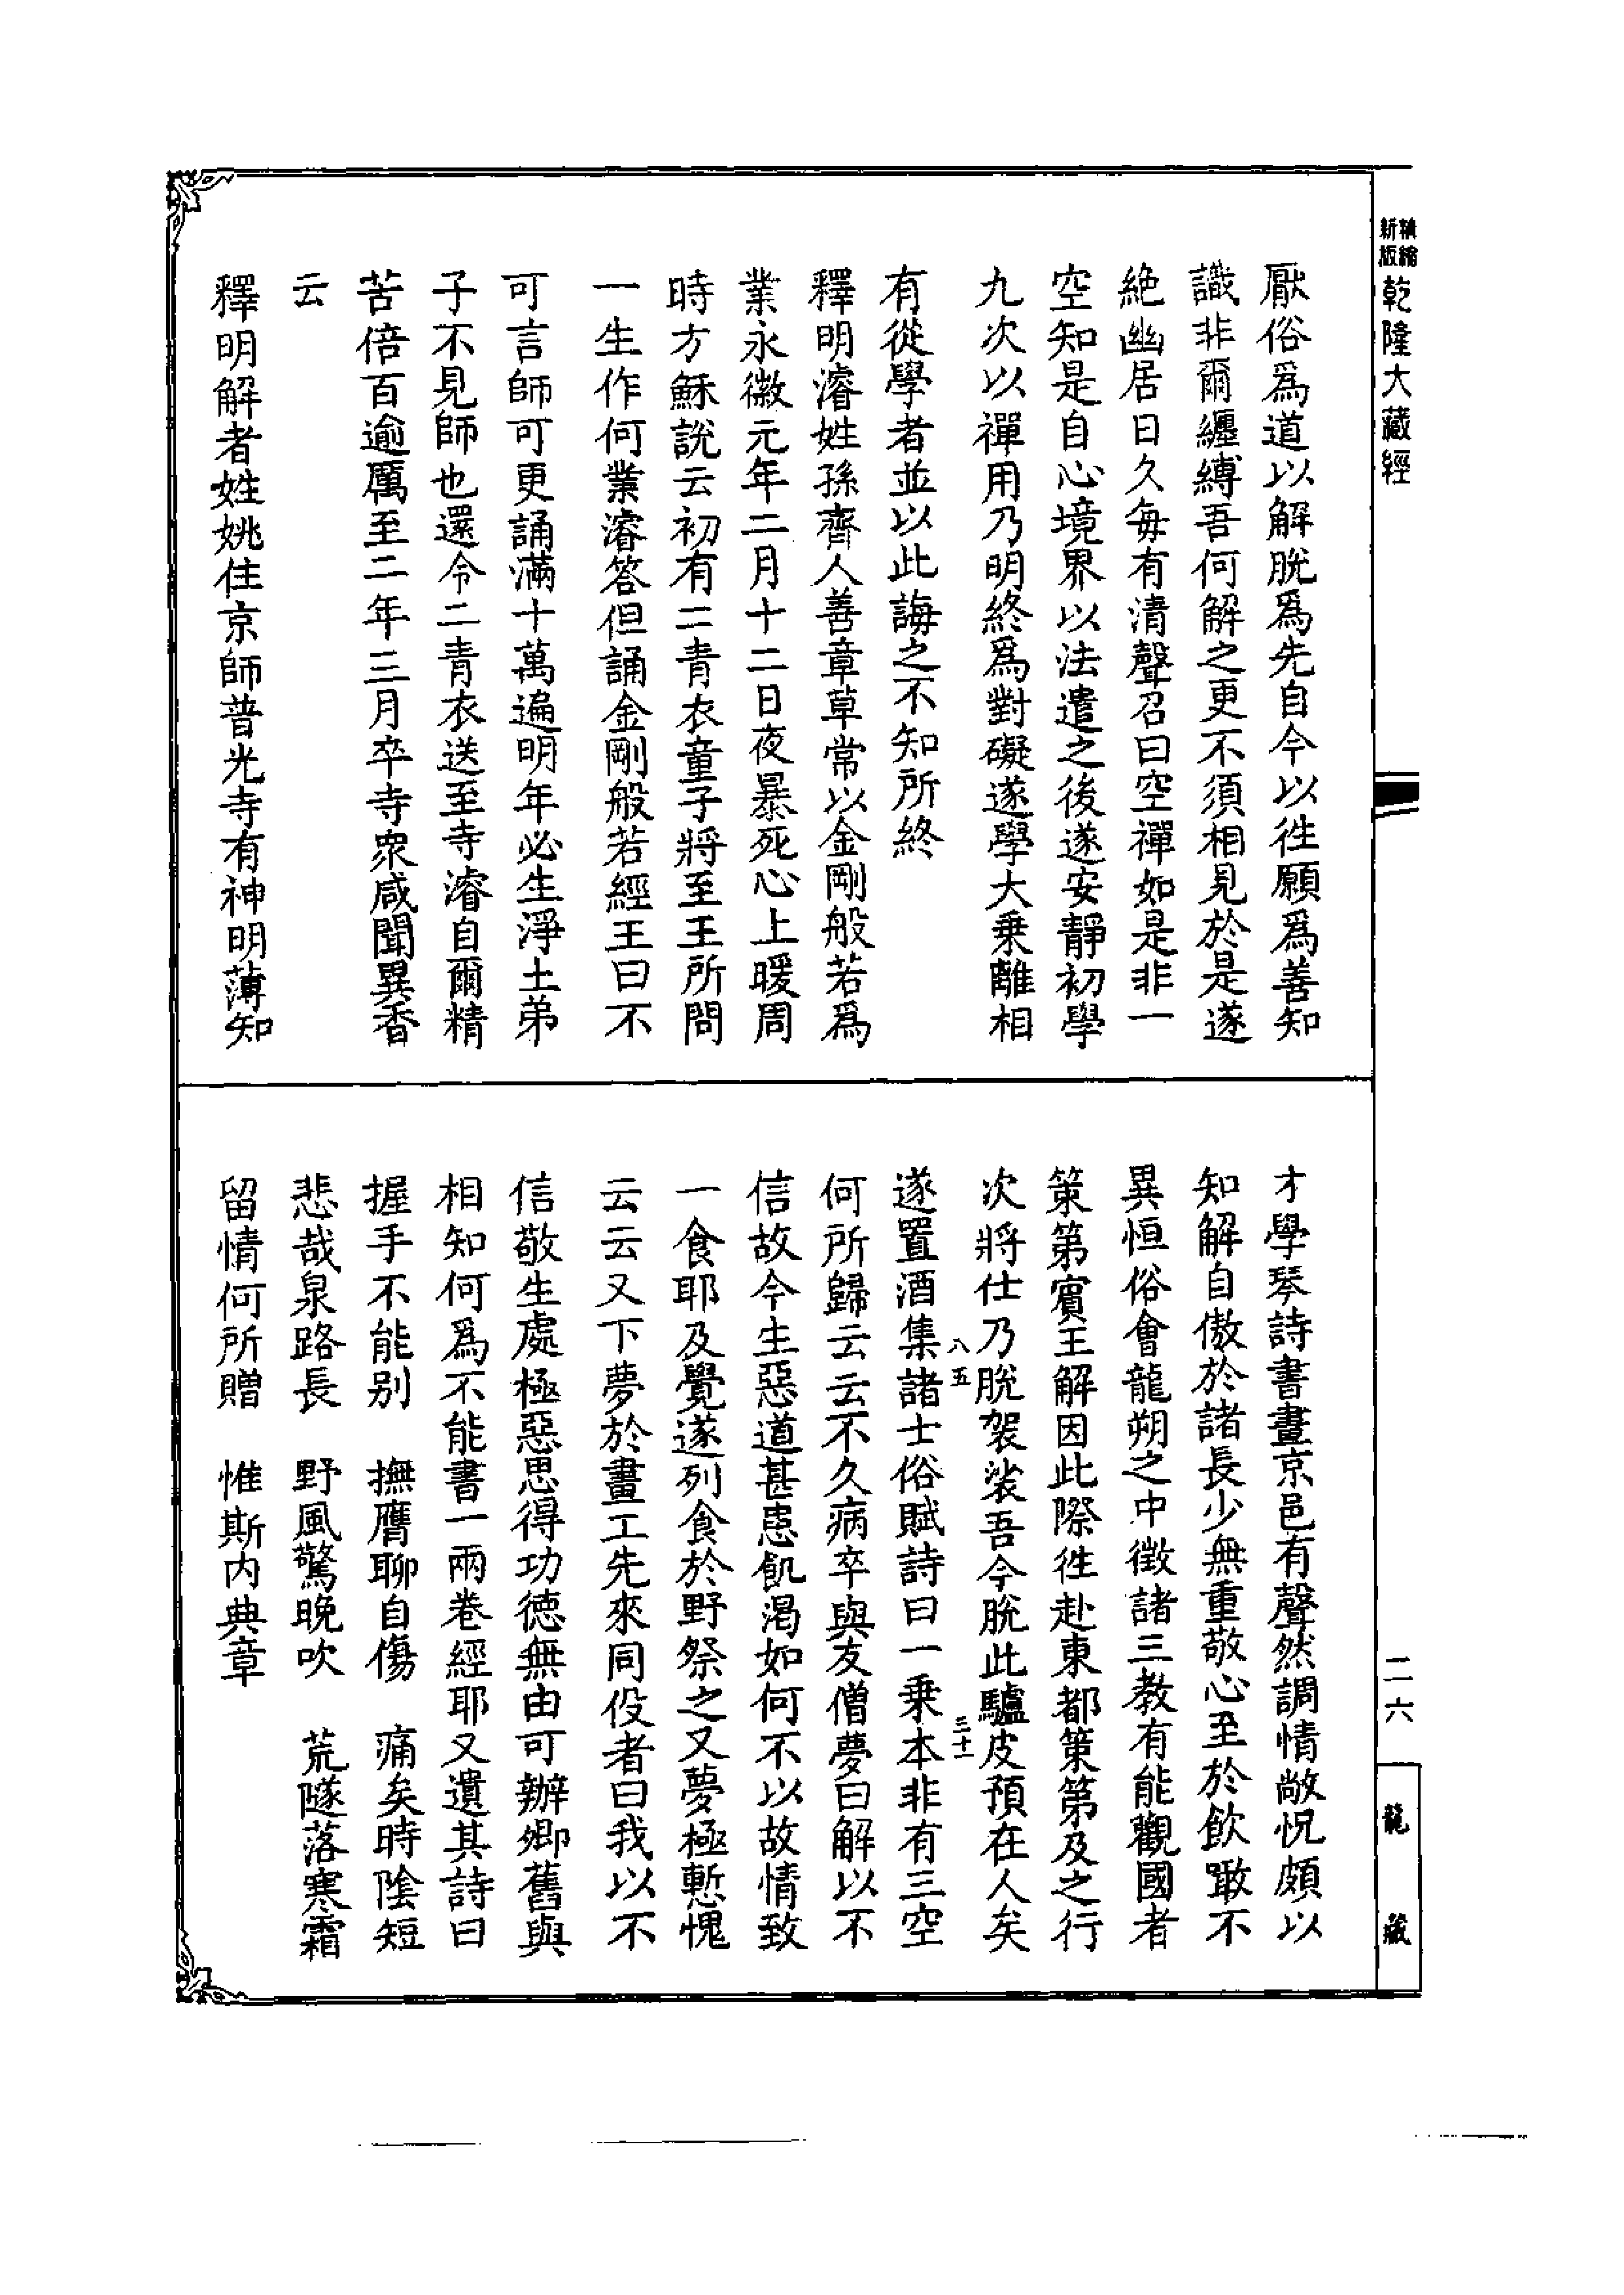 精縮
新版
乾隆大藏經
二六
龍藏
厭俗爲道以解脫爲先自今以徃願爲善知
識非爾纏縛吾何解之更不須相見於是遂
絶幽居日久每有清聲召曰空禪如是非一
空知是自心境界以法遣之後遂安靜初學
九次以禪用乃明終爲對礙遂學大乗離相
有從學者並以此誨之不知所終
釋明濬姓孫齊人善章草常以金剛般若爲
業永徽元年二月十二日夜暴死心上暖周
時方穌說云初有二青衣童子將至王所問
一生作何業濬答但誦金剛般若經王曰不
可言師可更誦滿十萬遍明年必生淨土弟
子不見師也還令二青衣送至寺濬自爾精
苦倍百逾厲至二年三月卒寺衆咸聞異香
云
釋明解者姓姚住京師普光寺有神明薄知
才學琴詩書畫京邑有聲然調情敞怳頗以
知解自傲於諸長少無重敬心至於飲噉不
異恒俗會龍朔之中徴諸三教有能觀國者
策第賓王解因此際徃赴東都策第及之行
次將仕乃脫袈裟吾今脫此驢皮預在人矣
八五
三十一
遂置酒集諸士俗賦詩曰一乗本非有三空
何所歸云云不久病卒與友僧夢曰解以不
信故今生惡道甚患飢渴如何不以故情致
一食耶及覺遂列食於野祭之又夢極慙愧
云云又下夢於畫工先來同役者曰我以不
信敬生處極惡思得功徳無由可辦卿舊與
相知何爲不能書一兩卷經耶又遺其詩曰
握手不能别　撫膺聊自傷　痛矣時陰短
悲哉泉路長　野風驚晚吹　荒隧落寒霜
留情何所贈　惟斯内典章